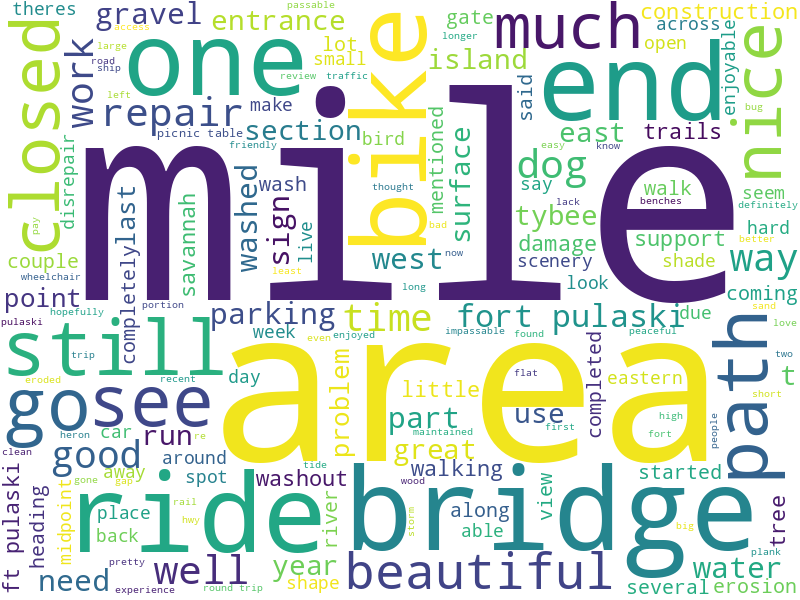 theres
gravel
passable
gate
construction
access
large
entrance
longer
across
road
ship
lot
small
island
open
left
review
traffic
closed
work
one
bike
much
end
enjoyable
nice
said
repair
make
bug
picnic table
section
bird
mentioned
surface
east
trails
disrepair
friendly
easy
know
mile
dog
say
wash
thought
lack
benches
walk
seem
definitely
pay
savannah
washed
sign
live
tybee
support
hard
better
completely
last
bad
damage
shade
way
couple
west
now
scenery
look
coming
wheelchair
least
point
portion
long
hopefully
parking
time
fort pulaski
due
sand
pulaski
week
even
enjoyed
impassable
found
peaceful
love
still
trip
problem
completed
t
two
day
flat
eastern
path
eroded
recent
little
short
go
see
area
part
use
high
car
run
re
maintained
first
fort
people
great
good
clean
heron
around
tide
wood
walking
started
away
spot
washout
ft pulaski
heading
midpoint
gone
gap
rail
river
along
view
tree
place
ride
bridge
able
water
back
hwy
storm
big
plank
pretty
well
year
beautiful
several
need
shape
erosion
experience
round trip